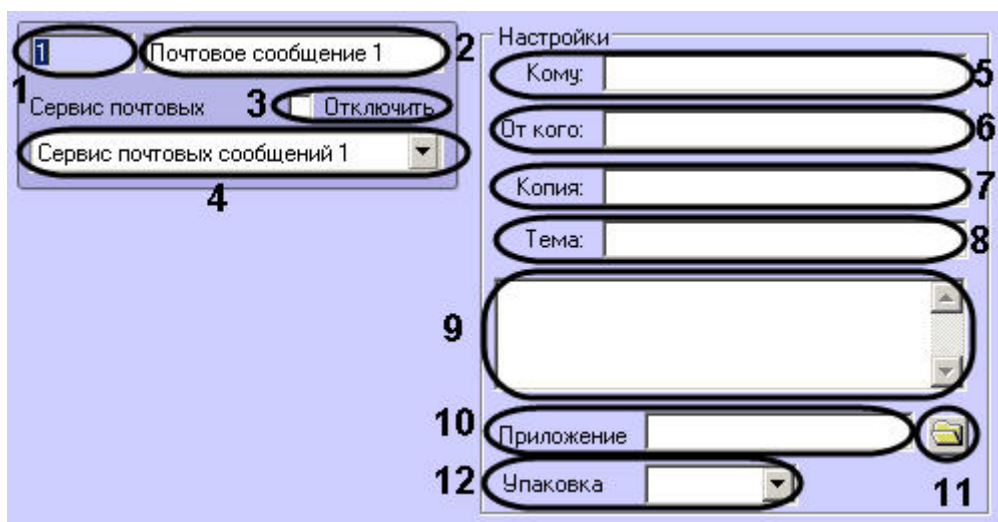 1 Почтовое сообщение 1 2
1
Сервис почтовых 3 Отключить
Сервис почтовых сообщений 1
4
Настройки
Кому: 5
От кого: 6
Копия: 7
Тема: 8
9
10 Приложение
11
12 Упаковка